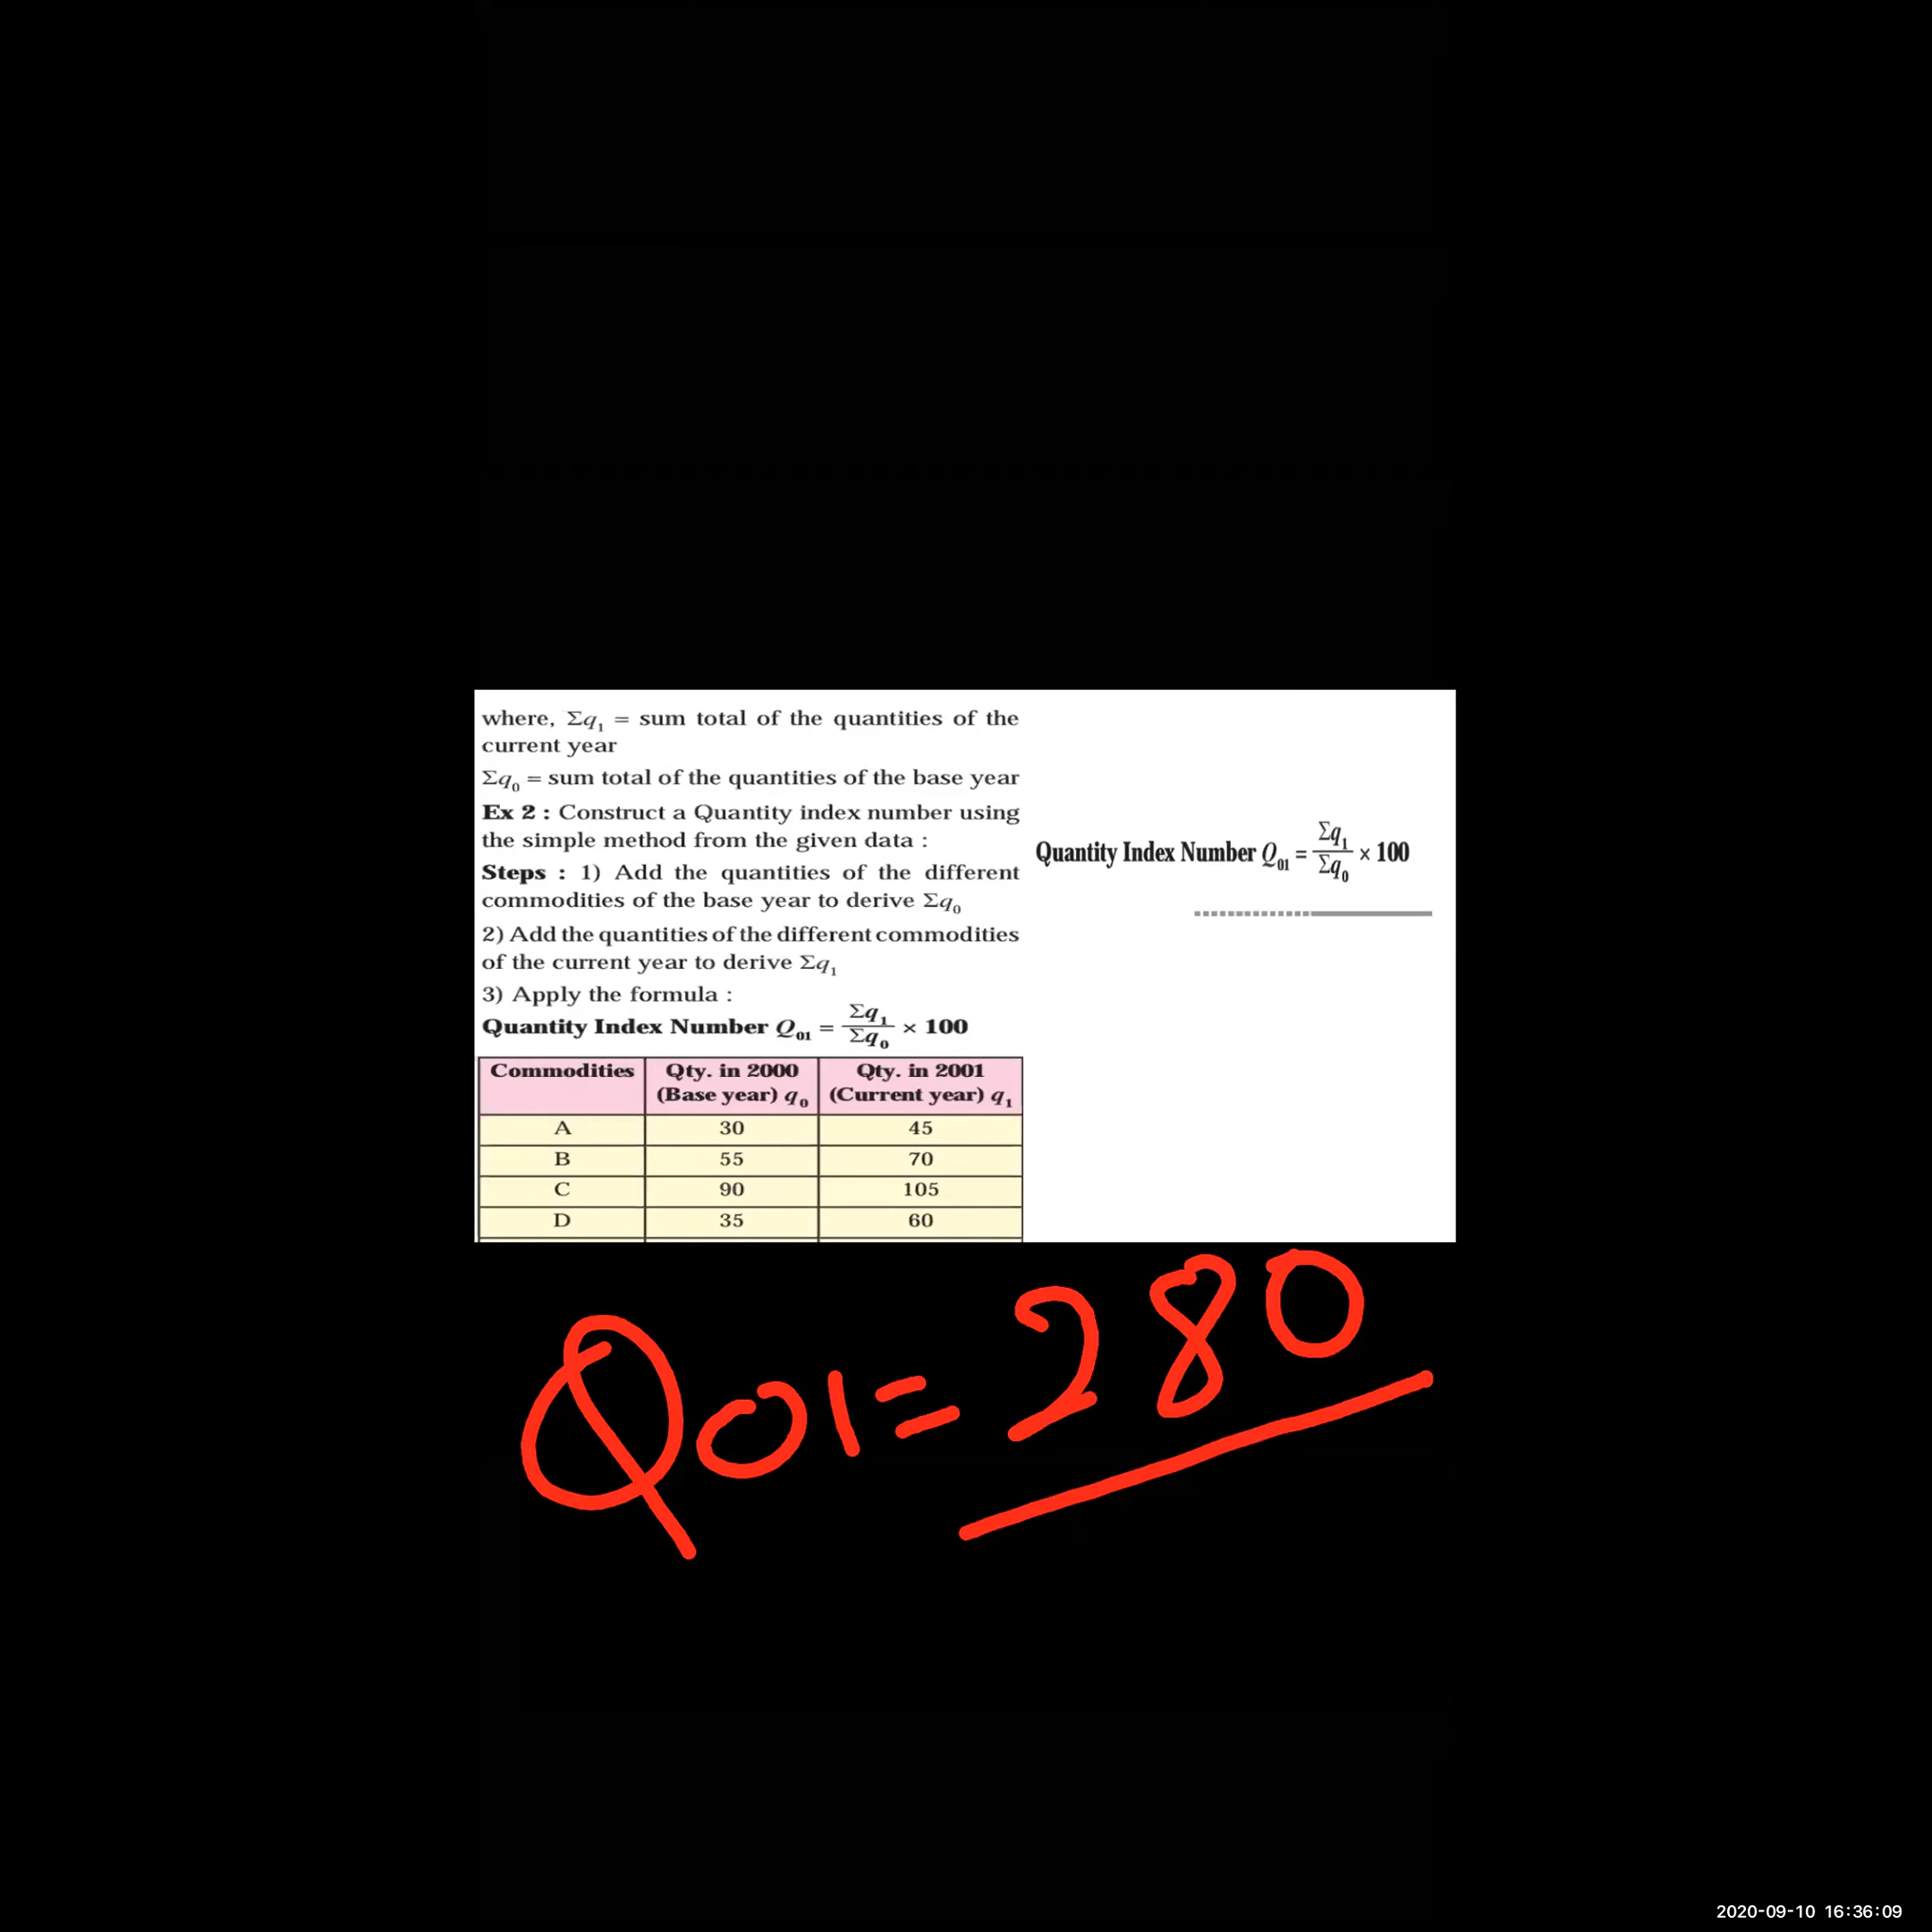 where, Σq₁ = sum total of the quantities of the
current year
Σq₀ = sum total of the quantities of the base year
Ex 2 : Construct a Quantity index number using
the simple method from the given data :
Steps : 1) Add the quantities of the different
commodities of the base year to derive Σq₀
2) Add the quantities of the different commodities
of the current year to derive Σq₁
3) Apply the formula :
Quantity Index Number Q₀₁ = Σq₁/Σq₀ × 100
Commodities | Qty. in 2000 (Base year) q₀ | Qty. in 2001 (Current year) q₁
A | 30 | 45
B | 55 | 70
C | 90 | 105
D | 35 | 60
Quantity Index Number Q₀₁ = Σq₁/Σq₀ × 100
Q01=280
2020-09-10 16:36:09